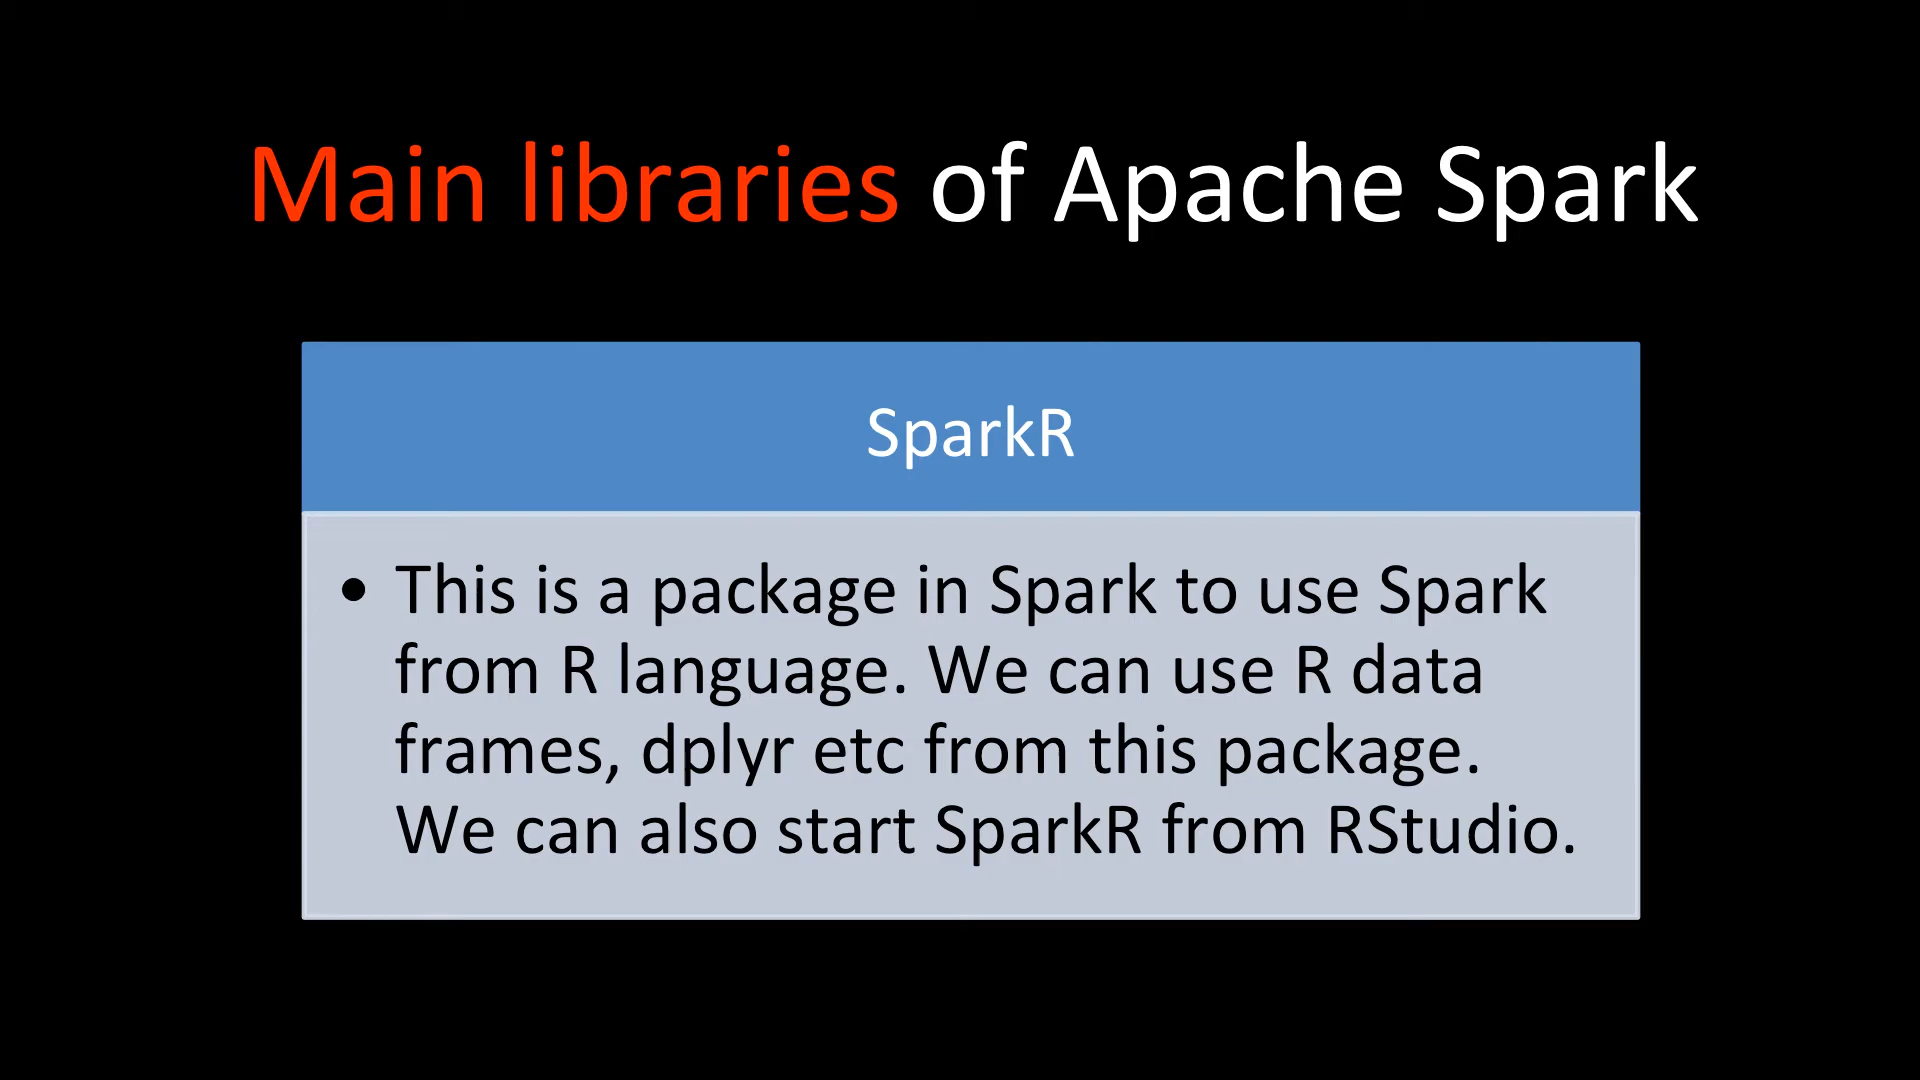 Main libraries of Apache Spark
SparkR
• This is a package in Spark to use Spark
from R language. We can use R data
frames, dplyr etc from this package.
We can also start SparkR from RStudio.